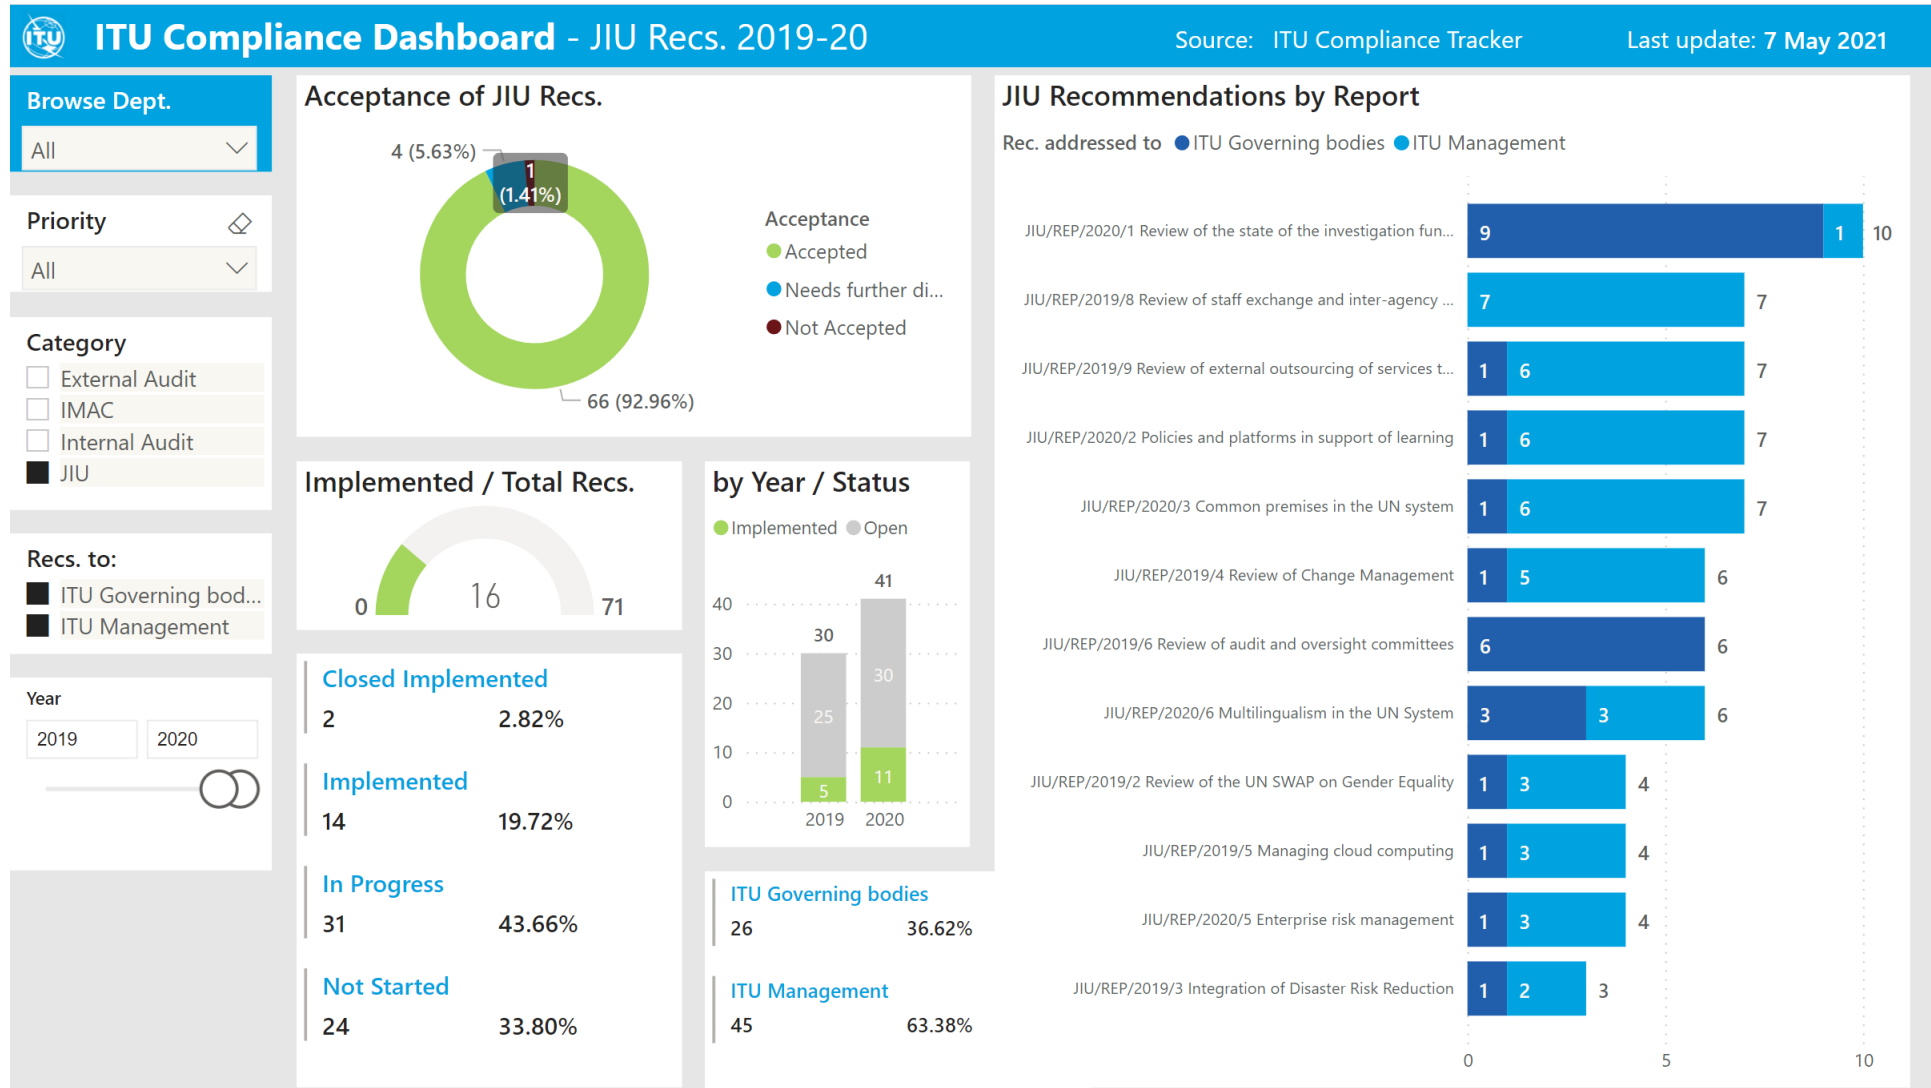 ITU
ITU Compliance Dashboard - JIU Recs. 2019-20
Source: ITU Compliance Tracker
Last update: 7 May 2021
Browse Dept.
All
Priority
All
Category
External Audit
IMAC
Internal Audit
JIU
Recs. to:
ITU Governing bod...
ITU Management
Year
2019 2020
Acceptance of JIU Recs.
4 (5.63%)
1
(1.41%)
66 (92.96%)
Acceptance
Accepted
Needs further di...
Not Accepted
Implemented / Total Recs.
0 16 71
Closed Implemented
2 2.82%
Implemented
14 19.72%
In Progress
31 43.66%
Not Started
24 33.80%
by Year / Status
Implemented Open
41
40
30
30
30
20
25
10
11
5
0
2019 2020
ITU Governing bodies
26 36.62%
ITU Management
45 63.38%
JIU Recommendations by Report
Rec. addressed to ITU Governing bodies ITU Management
JIU/REP/2020/1 Review of the state of the investigation fun... 9 1 10
JIU/REP/2019/8 Review of staff exchange and inter-agency ... 7 7
JIU/REP/2019/9 Review of external outsourcing of services t... 1 6 7
JIU/REP/2020/2 Policies and platforms in support of learning 1 6 7
JIU/REP/2020/3 Common premises in the UN system 1 6 7
JIU/REP/2019/4 Review of Change Management 1 5 6
JIU/REP/2019/6 Review of audit and oversight committees 6 6
JIU/REP/2020/6 Multilingualism in the UN System 3 3 6
JIU/REP/2019/2 Review of the UN SWAP on Gender Equality 1 3 4
JIU/REP/2019/5 Managing cloud computing 1 3 4
JIU/REP/2020/5 Enterprise risk management 1 3 4
JIU/REP/2019/3 Integration of Disaster Risk Reduction 1 2 3
0 5 10